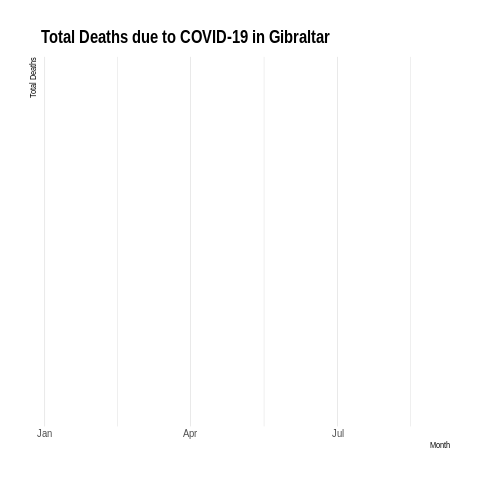 Total Deaths due to COVID-19 in Gibraltar
Total Deaths
Jan Apr Jul
Month